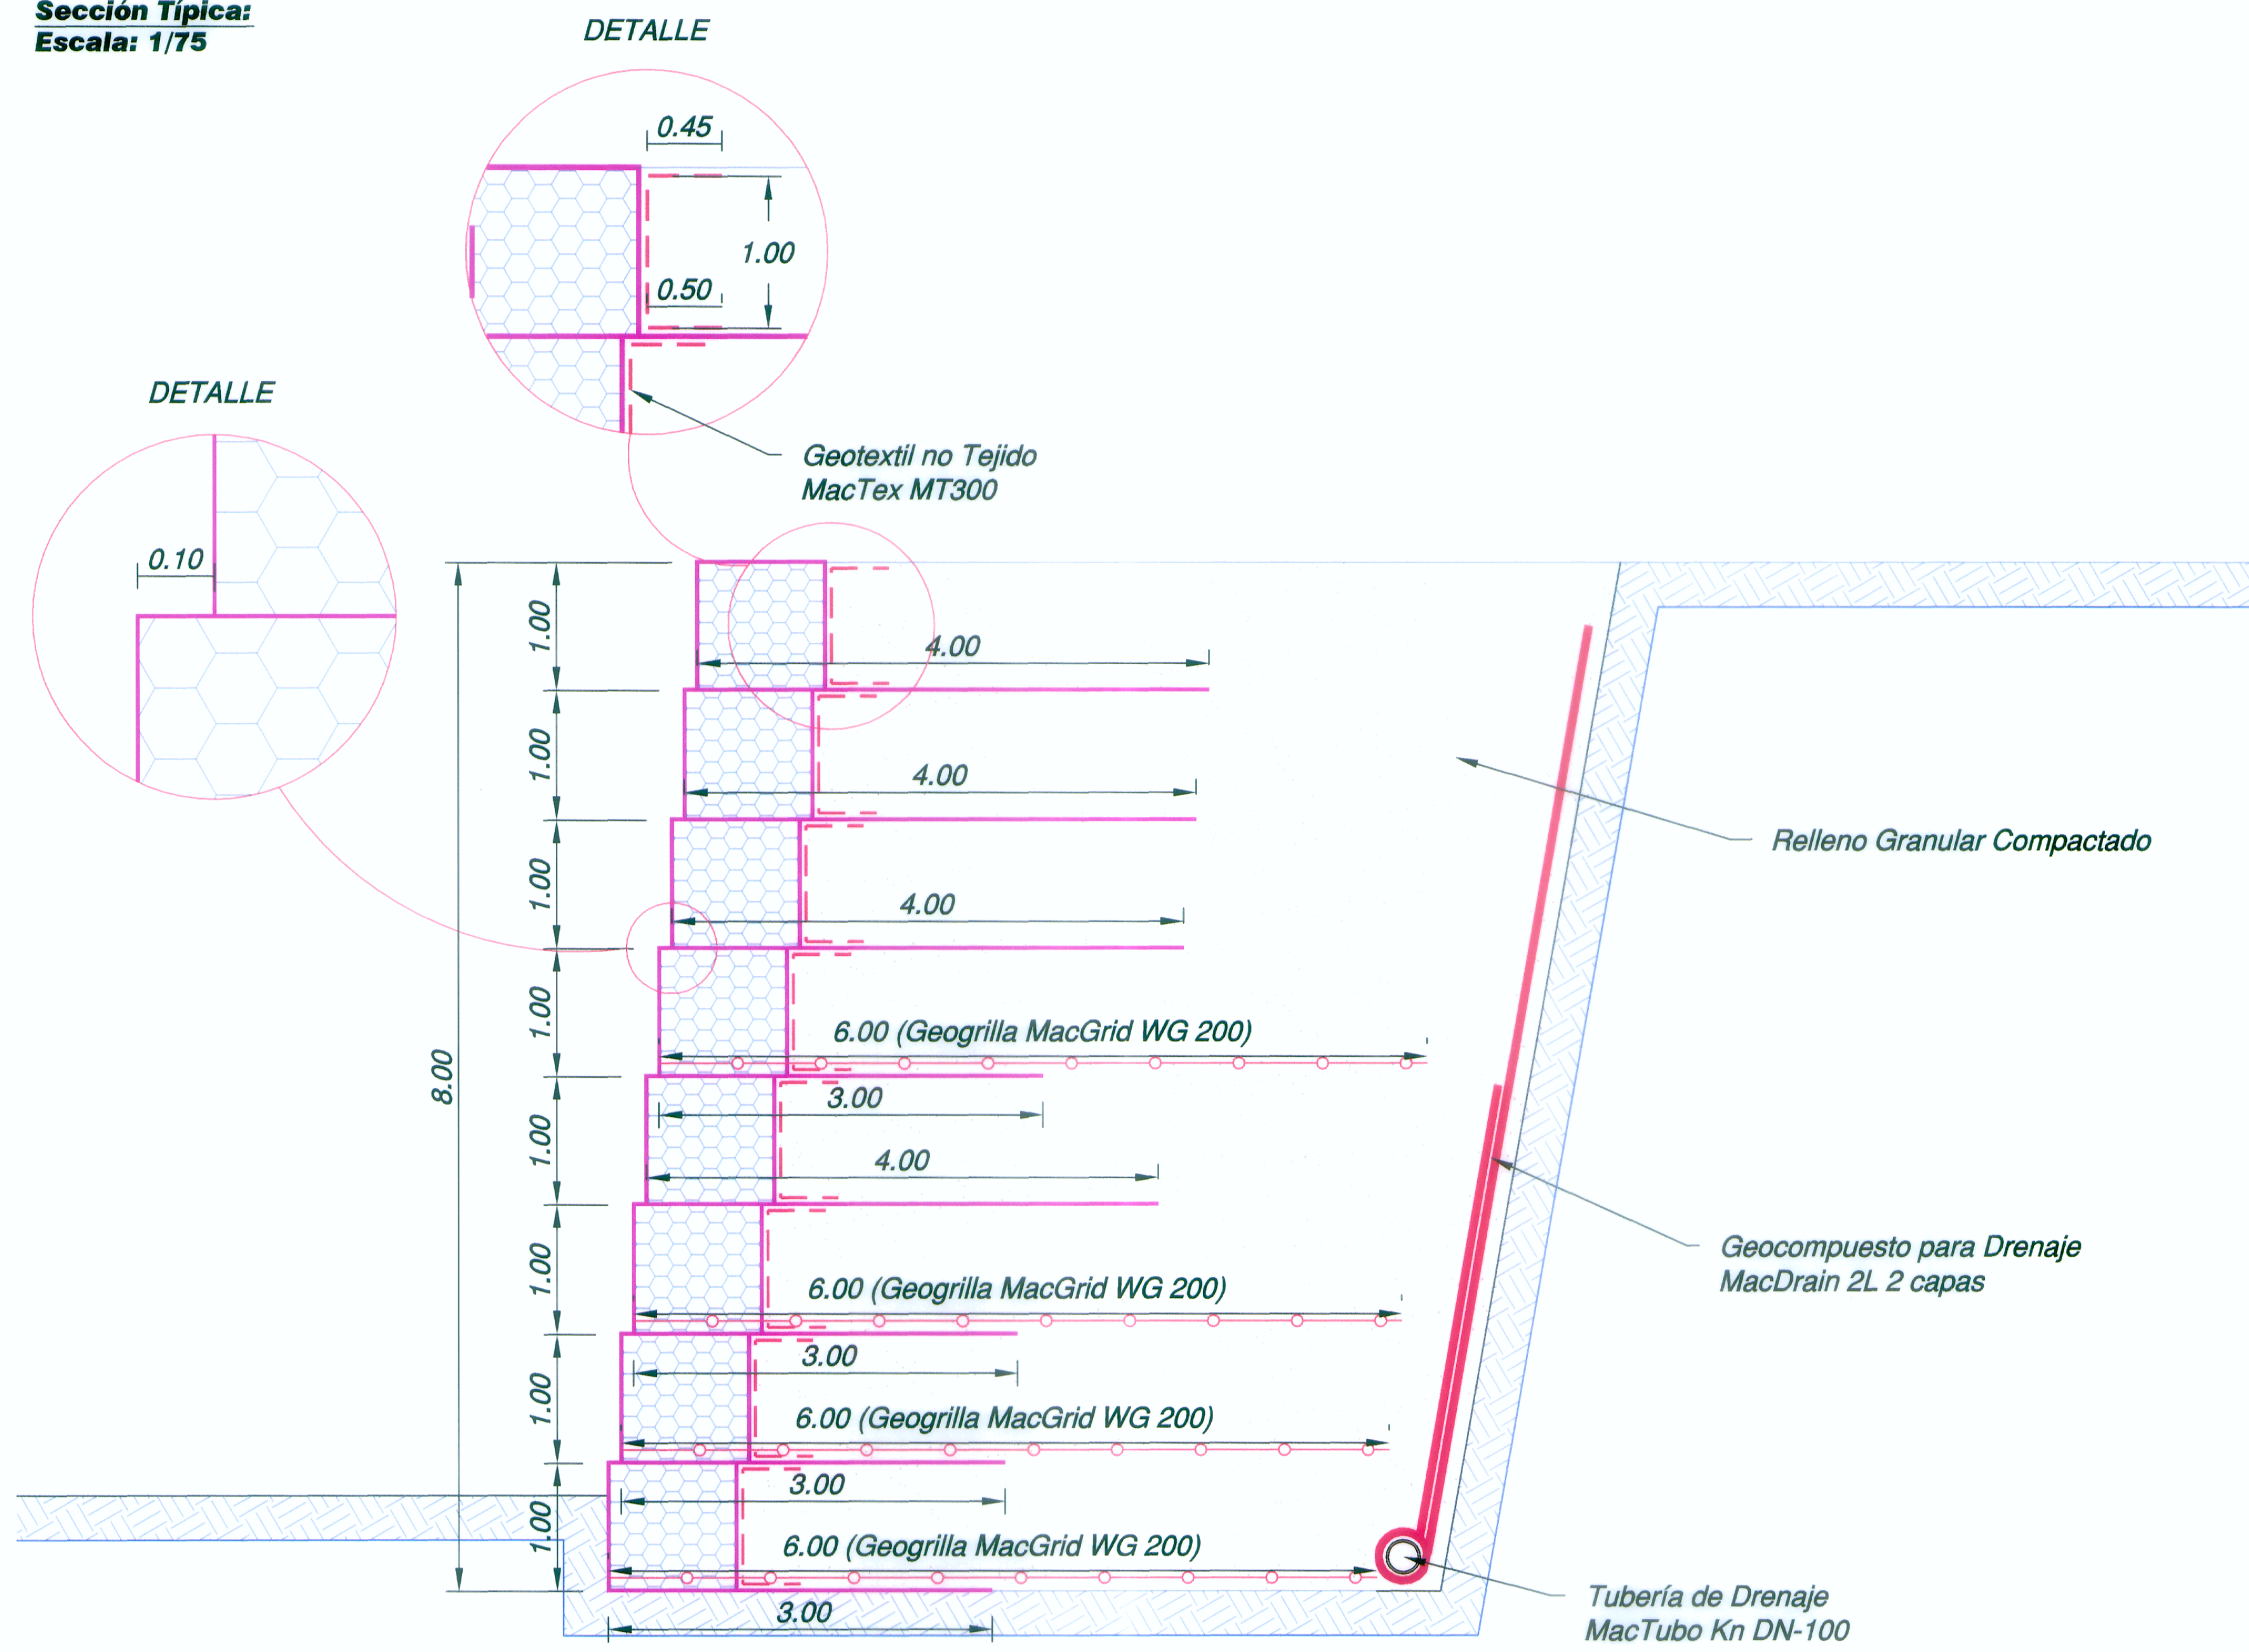 Sección Típica:
Escala: 1/75
DETALLE
0.45
1.00
0.50
DETALLE
0.10
Geotextil no Tejido
MacTex MT300
8.00
1.00
4.00
1.00
4.00
1.00
4.00
1.00
6.00 (Geogrilla MacGrid WG 200)
1.00
3.00
4.00
1.00
6.00 (Geogrilla MacGrid WG 200)
1.00
3.00
6.00 (Geogrilla MacGrid WG 200)
1.00
3.00
6.00 (Geogrilla MacGrid WG 200)
3.00
Relleno Granular Compactado
Geocompuesto para Drenaje
MacDrain 2L 2 capas
Tubería de Drenaje
MacTubo Kn DN-100